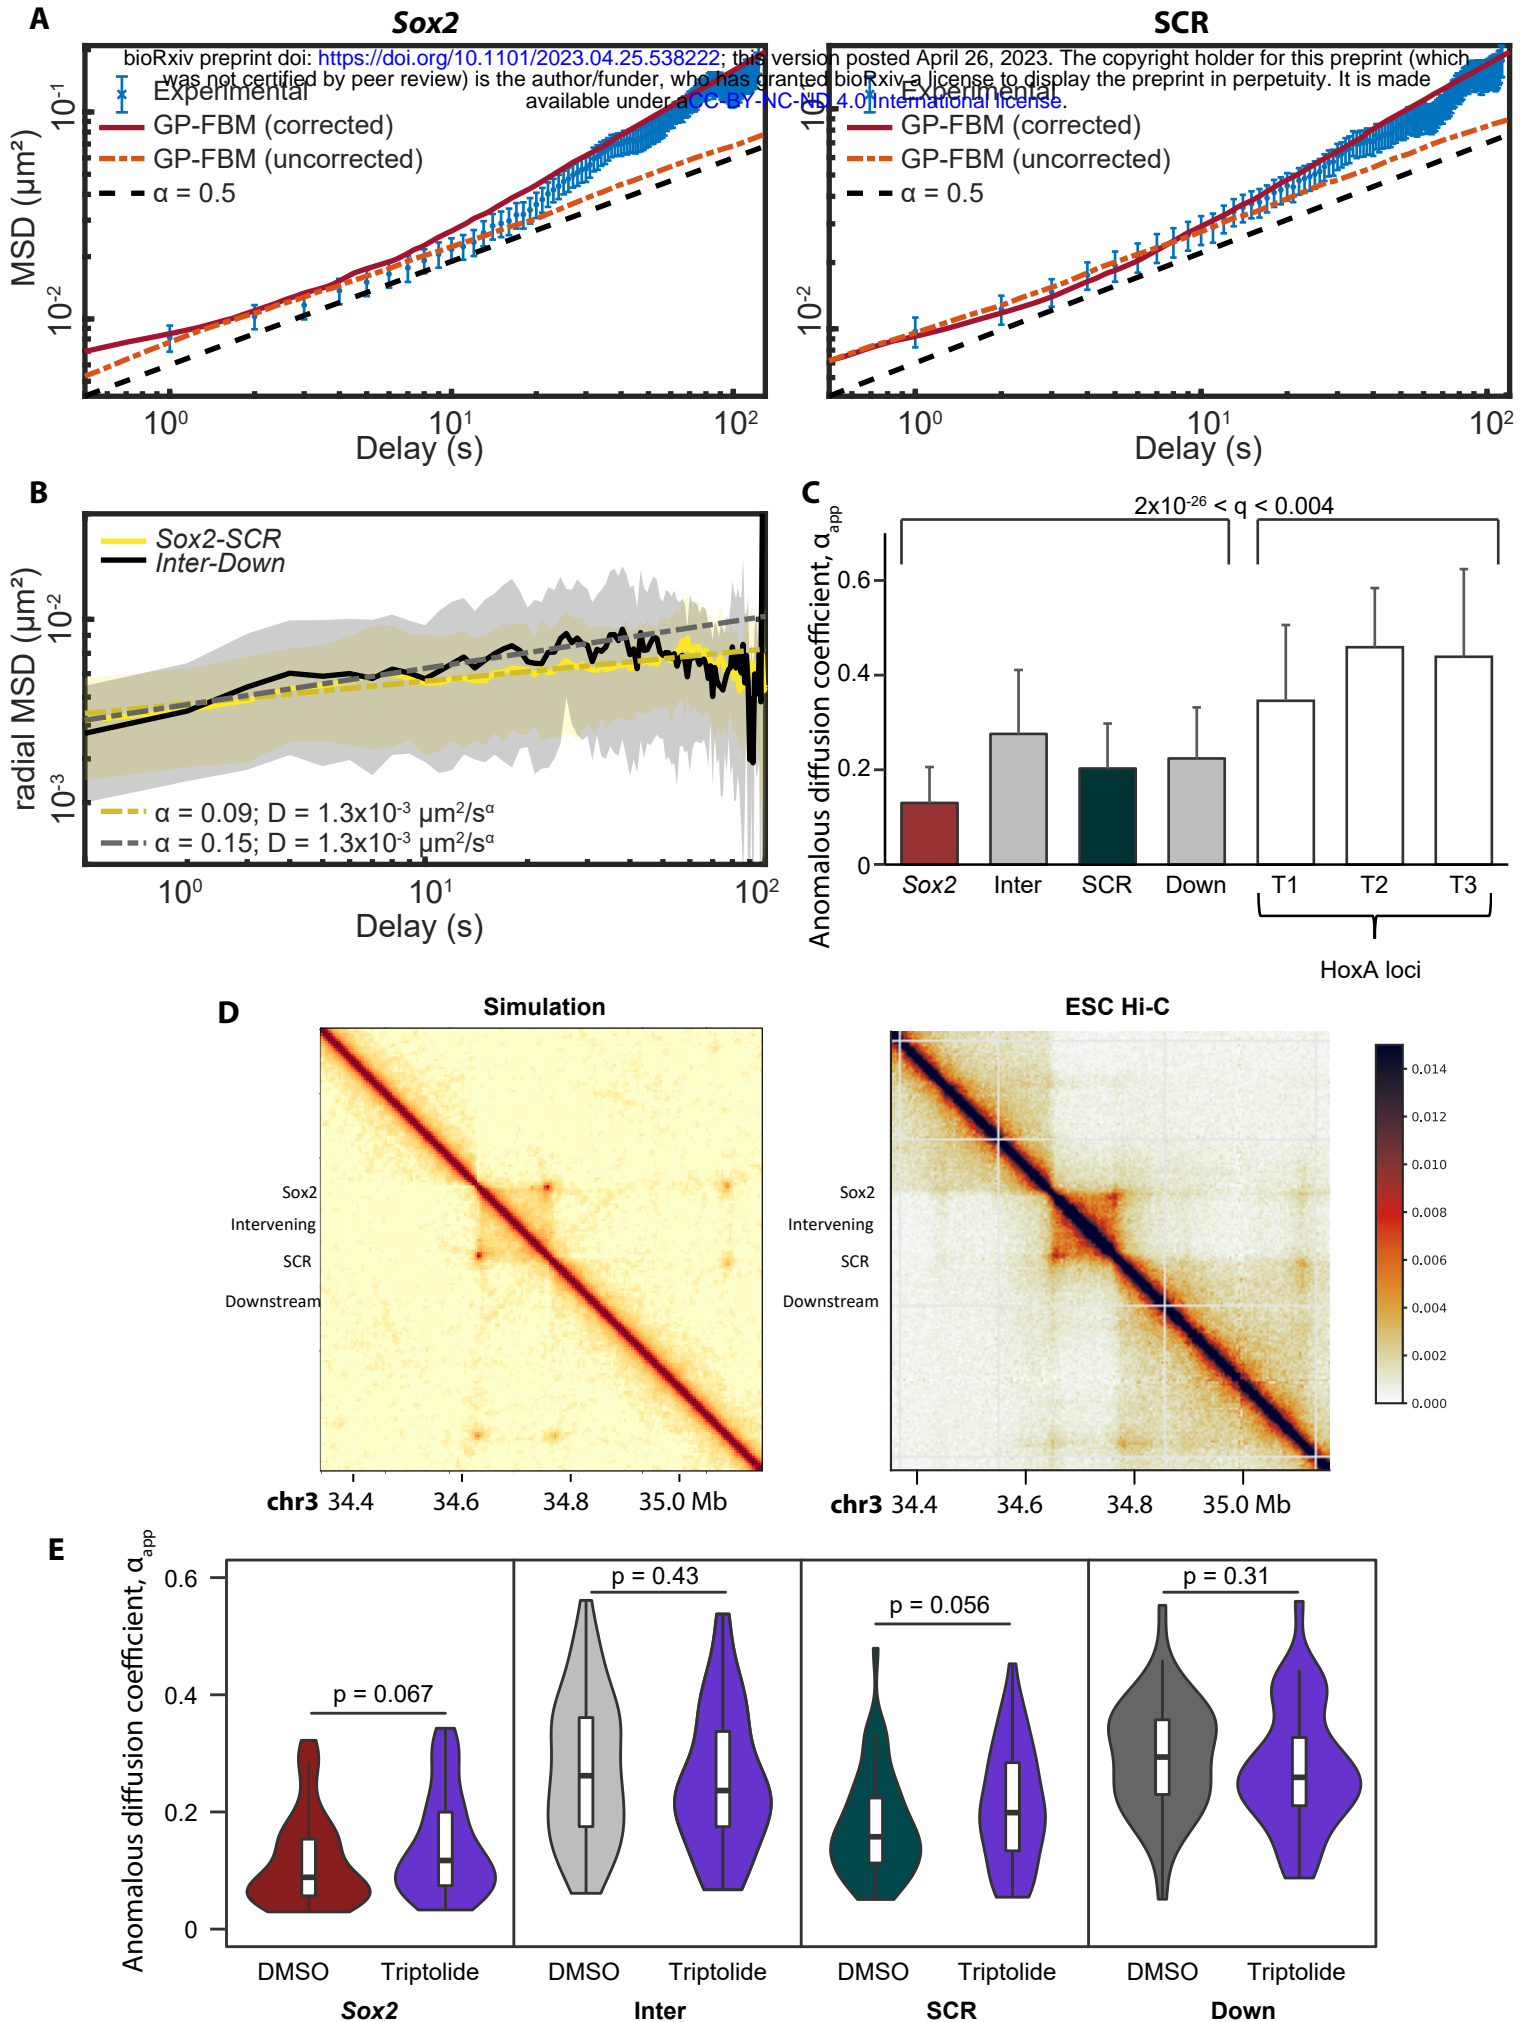 A
Sox2
SCR
bioRxiv preprint doi: https://doi.org/10.1101/2023.04.25.538222; this version posted April 26, 2023. The copyright holder for this preprint (which
was not certified by peer review) is the author/funder, who has granted bioRxiv a license to display the preprint in perpetuity. It is made
available under aCC-BY-NC-ND 4.0 International license.
MSD (µm²)
10⁻¹
10⁻²
Experimental
GP-FBM (corrected)
GP-FBM (uncorrected)
α = 0.5
10⁰ 10¹ 10²
Delay (s)
10⁻¹
10⁻²
Experimental
GP-FBM (corrected)
GP-FBM (uncorrected)
α = 0.5
10⁰ 10¹ 10²
Delay (s)
B
radial MSD (µm²)
10⁻²
10⁻³
Sox2-SCR
Inter-Down
α = 0.09; D = 1.3x10⁻³ µm²/sᵅ
α = 0.15; D = 1.3x10⁻³ µm²/sᵅ
10⁰ 10¹ 10²
Delay (s)
C
Anomalous diffusion coefficient, αapp
2x10⁻²⁶ < q < 0.004
0.6
0.4
0.2
0
Sox2 Inter SCR Down T1 T2 T3
HoxA loci
D
Simulation
Sox2
Intervening
SCR
Downstream
chr3 34.4 34.6 34.8 35.0 Mb
ESC Hi-C
Sox2
Intervening
SCR
Downstream
chr3 34.4 34.6 34.8 35.0 Mb
0.014
0.012
0.010
0.008
0.006
0.004
0.002
0.000
E
Anomalous diffusion coefficient, αapp
0.6
0.4
0.2
0
p = 0.067
p = 0.43
p = 0.056
p = 0.31
DMSO Triptolide DMSO Triptolide DMSO Triptolide DMSO Triptolide
Sox2 Inter SCR Down